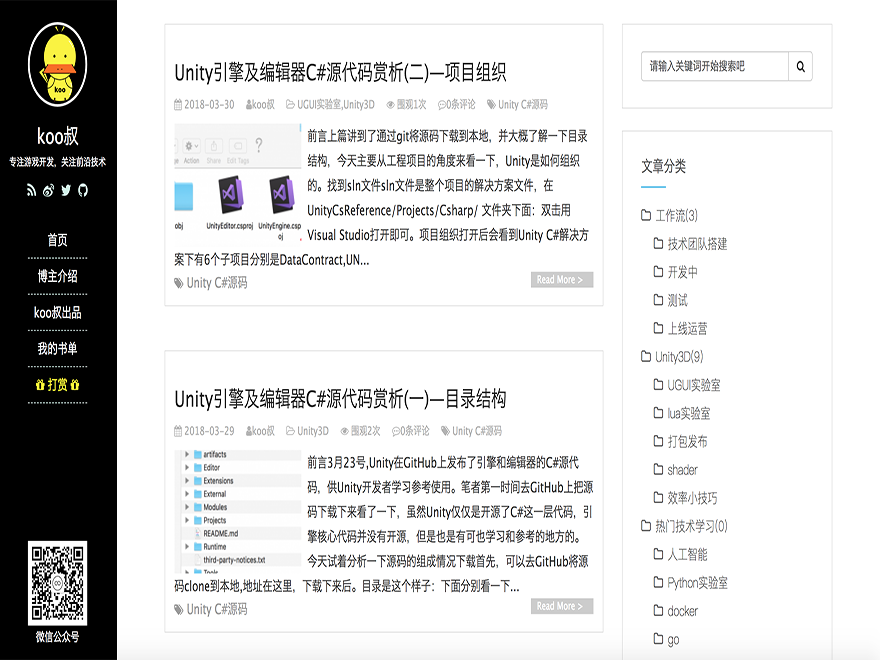 koo
koo叔
专注游戏开发、关注前沿技术
首页
博主介绍
koo叔出品
我的书单
打赏
微信公众号
Unity引擎及编辑器C#源代码赏析(二)—项目组织
2018-03-30 koo叔 UGUI实验室,Unity3D 围观1次 0条评论 Unity C#源码
Action Share Edit Tags
obj UnityEditor.csproj UnityEngine.csp
oj
前言上篇讲到了通过git将源码下载到本地，并大概了解一下目录
结构，今天主要从工程项目的角度来看一下，Unity是如何组织
的。找到sln文件sln文件是整个项目的解决方案文件，在
UnityCsReference/Projects/Csharp/ 文件夹下面：双击用
Visual Studio打开即可。项目组织打开后会看到Unity C#解决方
案下有6个子项目分别是DataContract,UN...
Unity C#源码
Read More >
Unity引擎及编辑器C#源代码赏析(一)—目录结构
2018-03-29 koo叔 Unity3D 围观2次 0条评论 Unity C#源码
artifacts
Editor
Extensions
External
Modules
Projects
README.md
Runtime
third-party-notices.txt
Tools
前言3月23号,Unity在GitHub上发布了引擎和编辑器的C#源代
码，供Unity开发者学习参考使用。笔者第一时间去GitHub上把源
码下载下来看了一下，虽然Unity仅仅是开源了C#这一层代码，引
擎核心代码并没有开源，但是也是有可也学习和参考的地方的。
今天试着分析一下源码的组成情况下载首先，可以去GitHub将源
码clone到本地,地址在这里，下载下来后。目录是这个样子：下面分别看一下...
Unity C#源码
Read More >
请输入关键词开始搜索吧
文章分类
工作流(3)
技术团队搭建
开发中
测试
上线运营
Unity3D(9)
UGUI实验室
lua实验室
打包发布
shader
效率小技巧
热门技术学习(0)
人工智能
Python实验室
docker
go